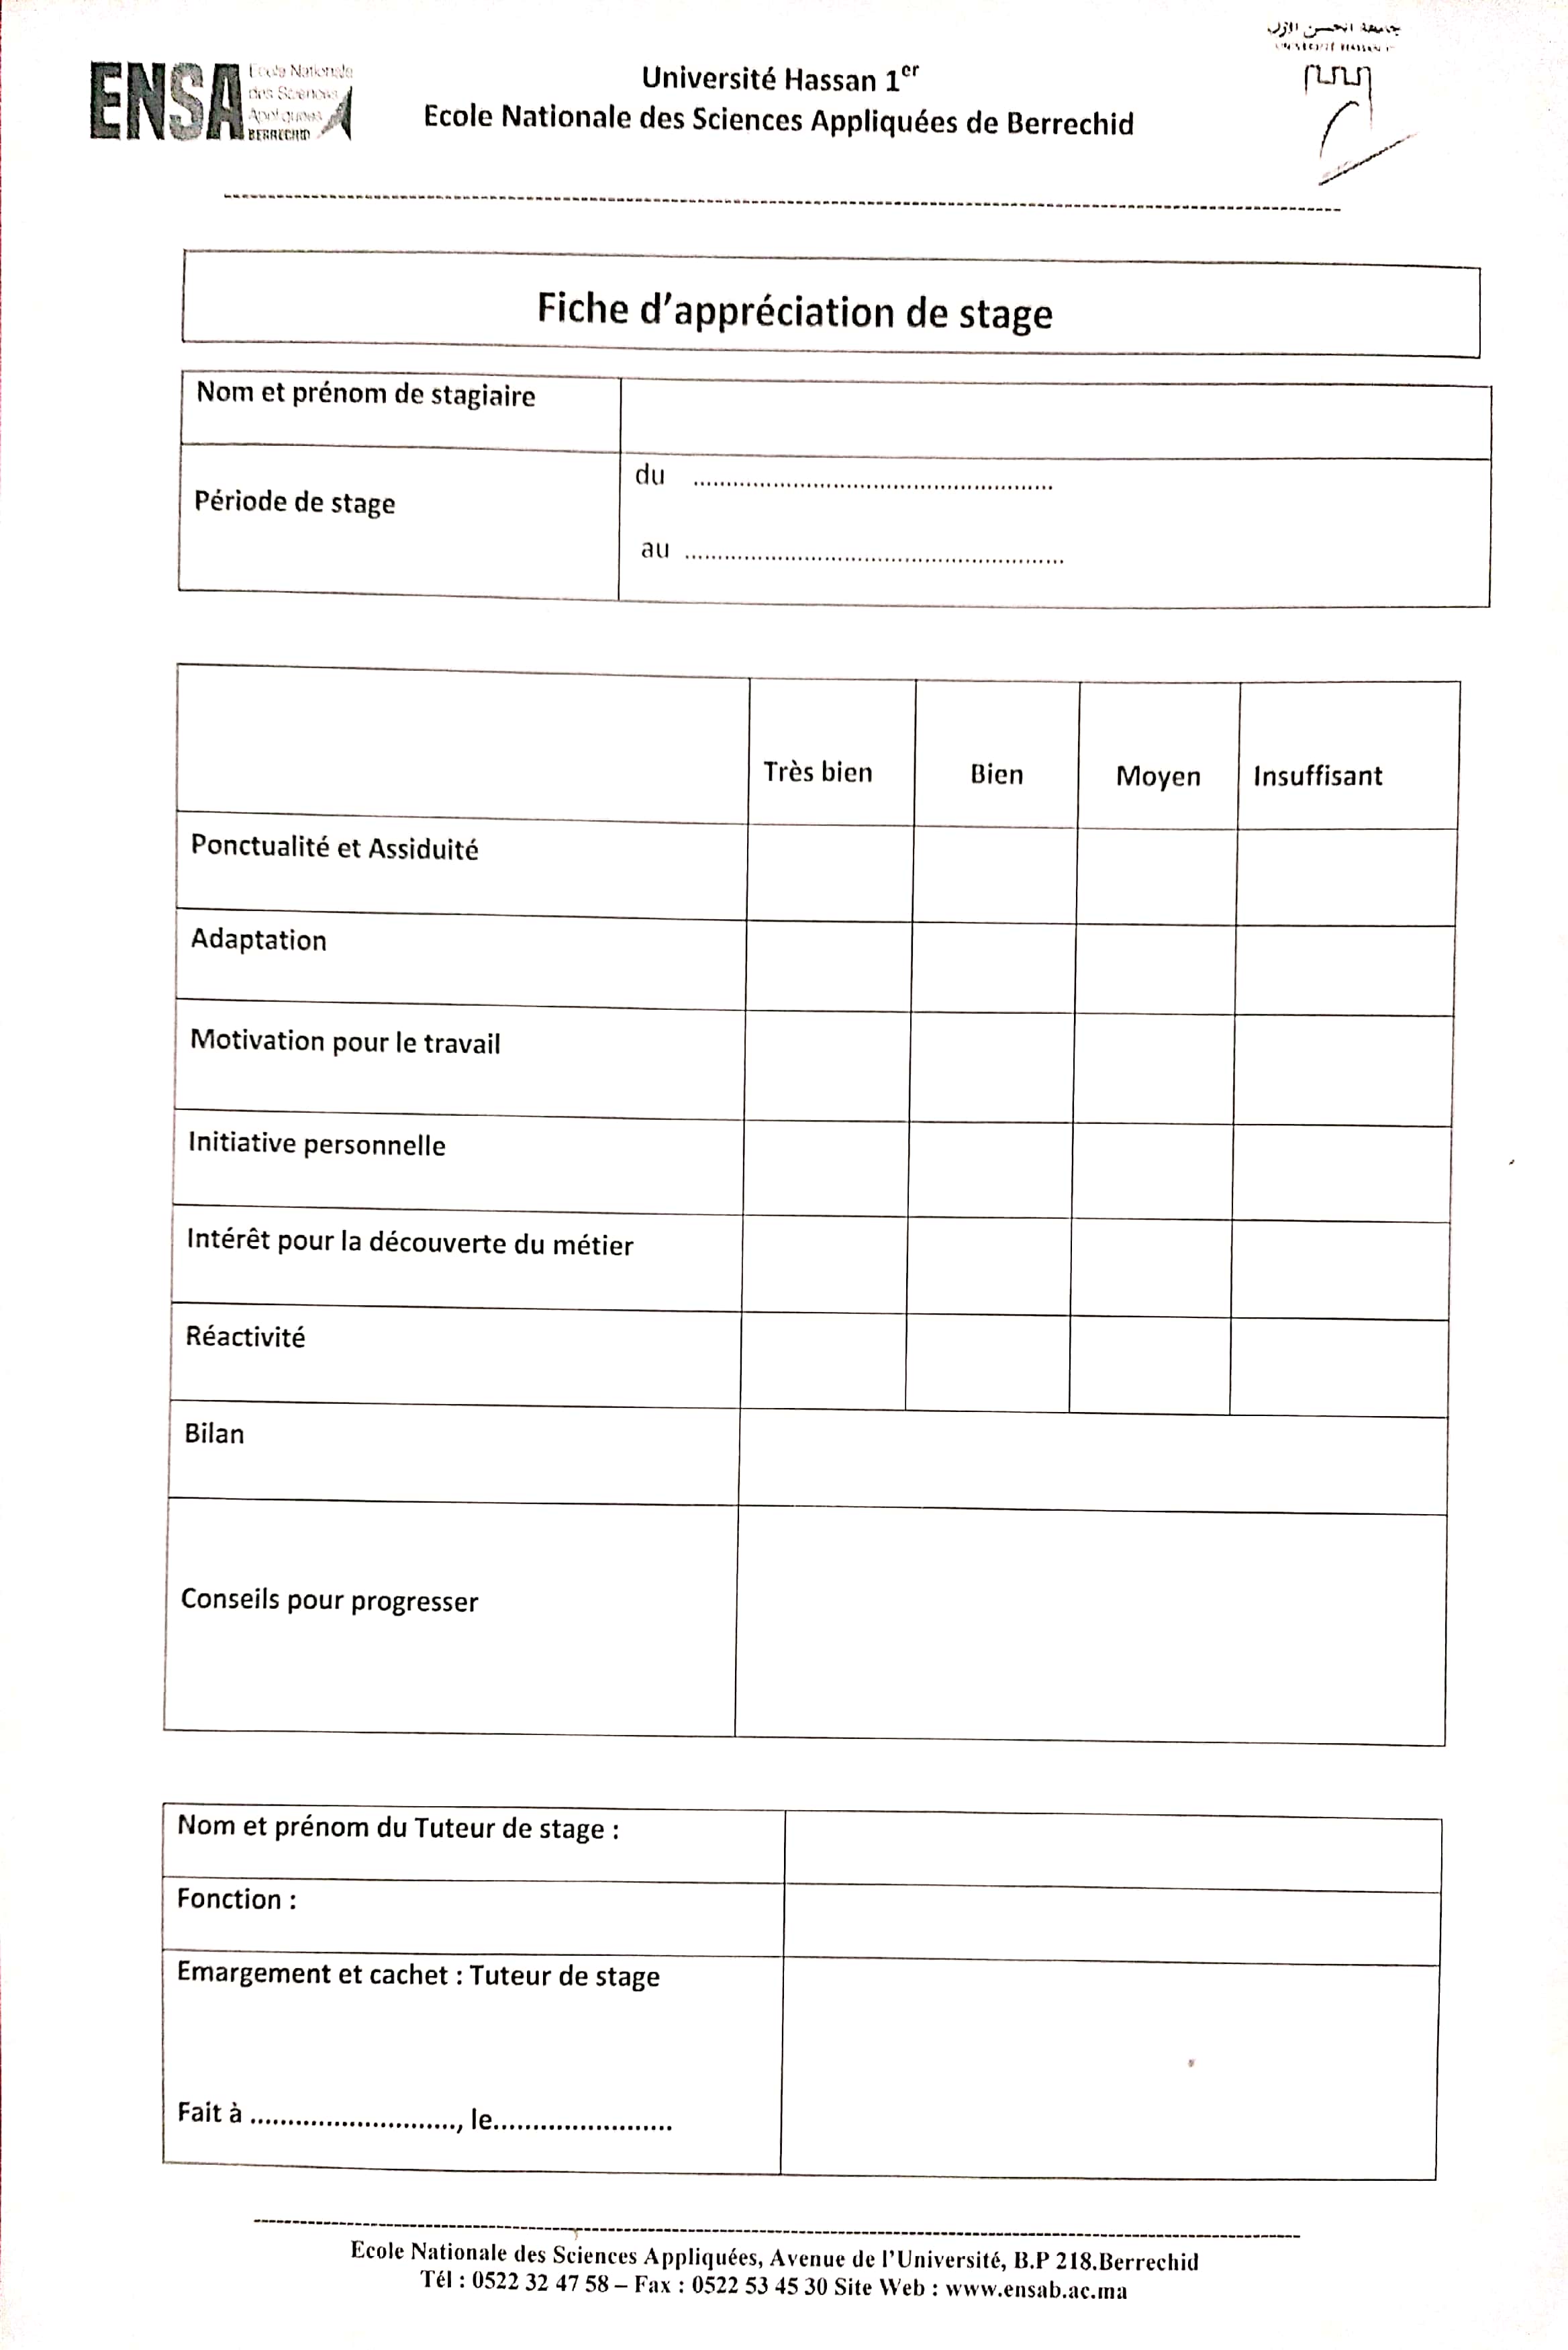 ENSA
Ecole Nationale
des Sciences
Appliquées
BERRECHID
Université Hassan 1er
Ecole Nationale des Sciences Appliquées de Berrechid
جامعة الحسن الأول
UNIVERSITÉ HASSAN 1er
Fiche d'appréciation de stage
Nom et prénom de stagiaire
Période de stage
du ......................................................
au .........................................................
Très bien Bien Moyen Insuffisant
Ponctualité et Assiduité
Adaptation
Motivation pour le travail
Initiative personnelle
Intérêt pour la découverte du métier
Réactivité
Bilan
Conseils pour progresser
Nom et prénom du Tuteur de stage :
Fonction :
Emargement et cachet : Tuteur de stage
Fait à ..........................., le.......................
Ecole Nationale des Sciences Appliquées, Avenue de l'Université, B.P 218.Berrechid
Tél : 0522 32 47 58 – Fax : 0522 53 45 30 Site Web : www.ensab.ac.ma